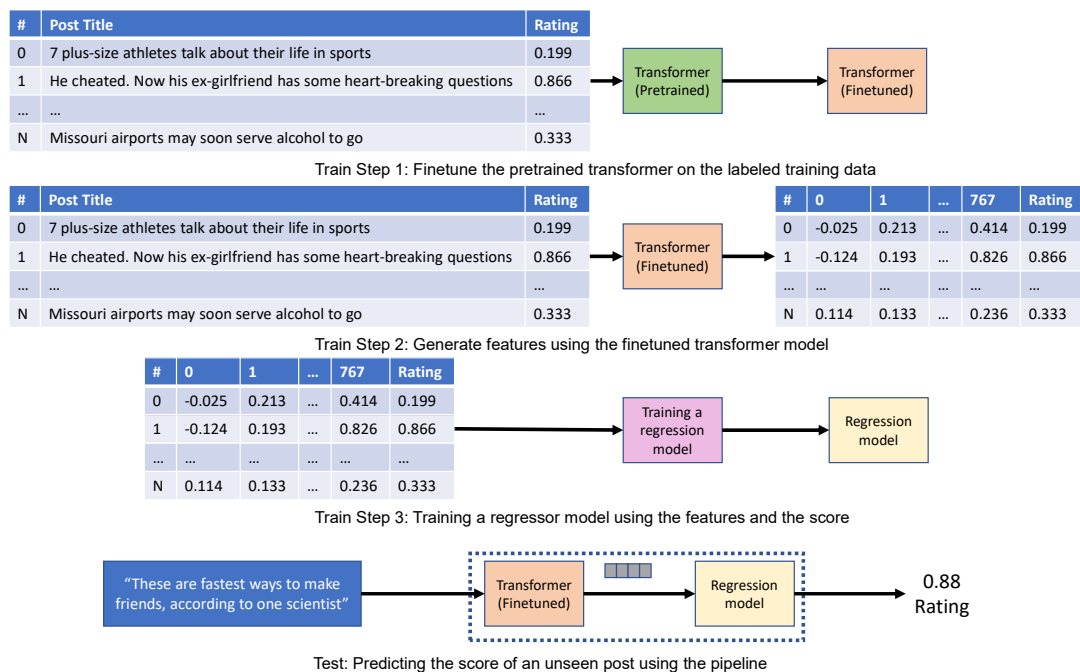 # Post Title Rating
0 7 plus-size athletes talk about their life in sports 0.199
1 He cheated. Now his ex-girlfriend has some heart-breaking questions 0.866
... ... ...
N Missouri airports may soon serve alcohol to go 0.333
Transformer
(Pretrained)
Transformer
(Finetuned)
Train Step 1: Finetune the pretrained transformer on the labeled training data
# Post Title Rating
0 7 plus-size athletes talk about their life in sports 0.199
1 He cheated. Now his ex-girlfriend has some heart-breaking questions 0.866
... ... ...
N Missouri airports may soon serve alcohol to go 0.333
Transformer
(Finetuned)
# 0 1 ... 767 Rating
0 -0.025 0.213 ... 0.414 0.199
1 -0.124 0.193 ... 0.826 0.866
... ... ... ... ...
N 0.114 0.133 ... 0.236 0.333
Train Step 2: Generate features using the finetuned transformer model
# 0 1 ... 767 Rating
0 -0.025 0.213 ... 0.414 0.199
1 -0.124 0.193 ... 0.826 0.866
... ... ... ... ...
N 0.114 0.133 ... 0.236 0.333
Training a
regression
model
Regression
model
Train Step 3: Training a regressor model using the features and the score
“These are fastest ways to make
friends, according to one scientist”
Transformer
(Finetuned)
Regression
model
0.88
Rating
Test: Predicting the score of an unseen post using the pipeline